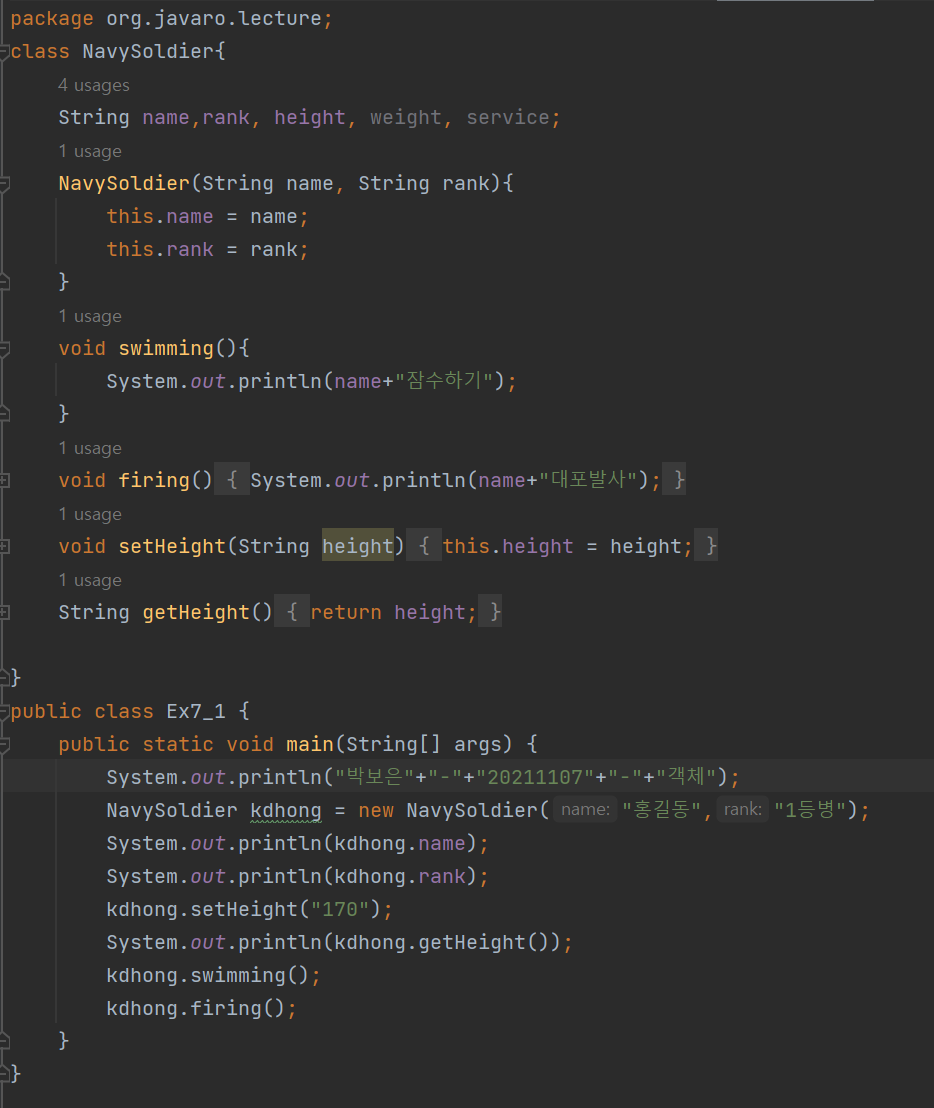 package org.javaro.lecture;
class NavySoldier{
4 usages
String name,rank, height, weight, service;
1 usage
NavySoldier(String name, String rank){
this.name = name;
this.rank = rank;
}
1 usage
void swimming(){
System.out.println(name+"잠수하기");
}
1 usage
void firing() { System.out.println(name+"대포발사"); }
1 usage
void setHeight(String height) { this.height = height; }
1 usage
String getHeight() { return height; }
}
public class Ex7_1 {
public static void main(String[] args) {
System.out.println("박보은"+"-"+"20211107"+"-"+"객체");
NavySoldier kdhong = new NavySoldier( name: "홍길동", rank: "1등병");
System.out.println(kdhong.name);
System.out.println(kdhong.rank);
kdhong.setHeight("170");
System.out.println(kdhong.getHeight());
kdhong.swimming();
kdhong.firing();
}
}